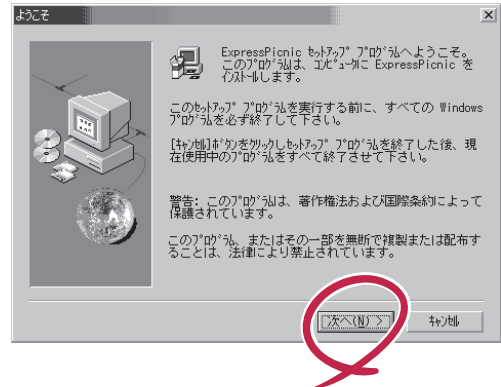 ようこそ
ExpressPicnic ｾｯﾄｱｯﾌﾟ ﾌﾟﾛｸﾞﾗﾑへようこそ。
このﾌﾟﾛｸﾞﾗﾑは、ｺﾝﾋﾟｭｰﾀに ExpressPicnic を
ｲﾝｽﾄｰﾙします。
このｾｯﾄｱｯﾌﾟ ﾌﾟﾛｸﾞﾗﾑを実行する前に、すべての Windows
ﾌﾟﾛｸﾞﾗﾑを必ず終了して下さい。
[ｷｬﾝｾﾙ]ﾎﾞﾀﾝをｸﾘｯｸしｾｯﾄｱｯﾌﾟ ﾌﾟﾛｸﾞﾗﾑを終了した後、現
在使用中のﾌﾟﾛｸﾞﾗﾑをすべて終了させて下さい。
警告: このﾌﾟﾛｸﾞﾗﾑは、著作権法および国際条約によって
保護されています。
このﾌﾟﾛｸﾞﾗﾑ、またはその一部を無断で複製または配布す
ることは、法律により禁止されています。
次へ(N) >
ｷｬﾝｾﾙ